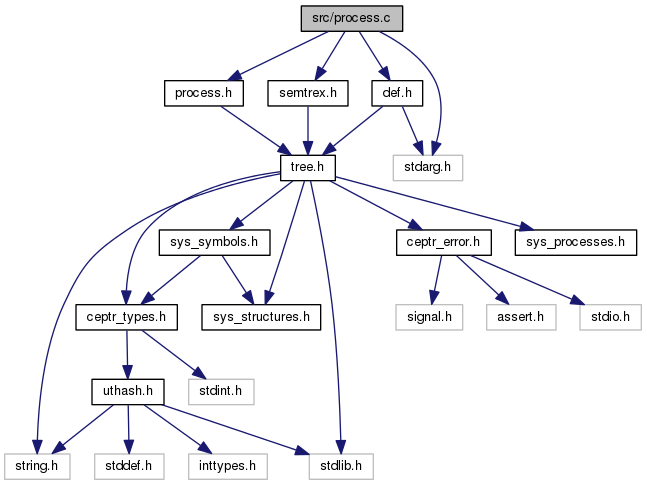 src/process.c
process.h
semtrex.h
def.h
tree.h
stdarg.h
sys_symbols.h
ceptr_error.h
sys_processes.h
ceptr_types.h
sys_structures.h
signal.h
assert.h
stdio.h
uthash.h
stdint.h
string.h
stddef.h
inttypes.h
stdlib.h